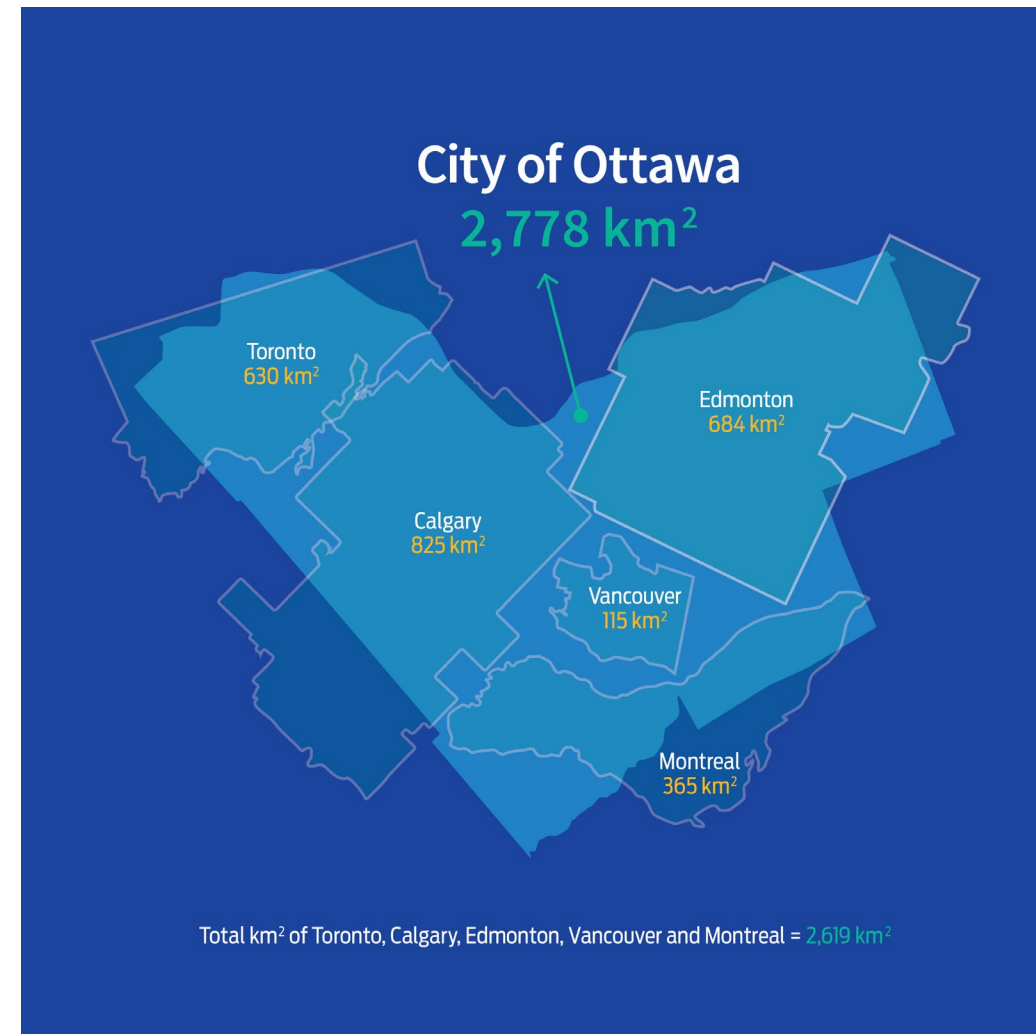 City of Ottawa
2,778 km²
Toronto
630 km²
Edmonton
684 km²
Calgary
825 km²
Vancouver
115 km²
Montreal
365 km²
Total km² of Toronto, Calgary, Edmonton, Vancouver and Montreal = 2,619 km²